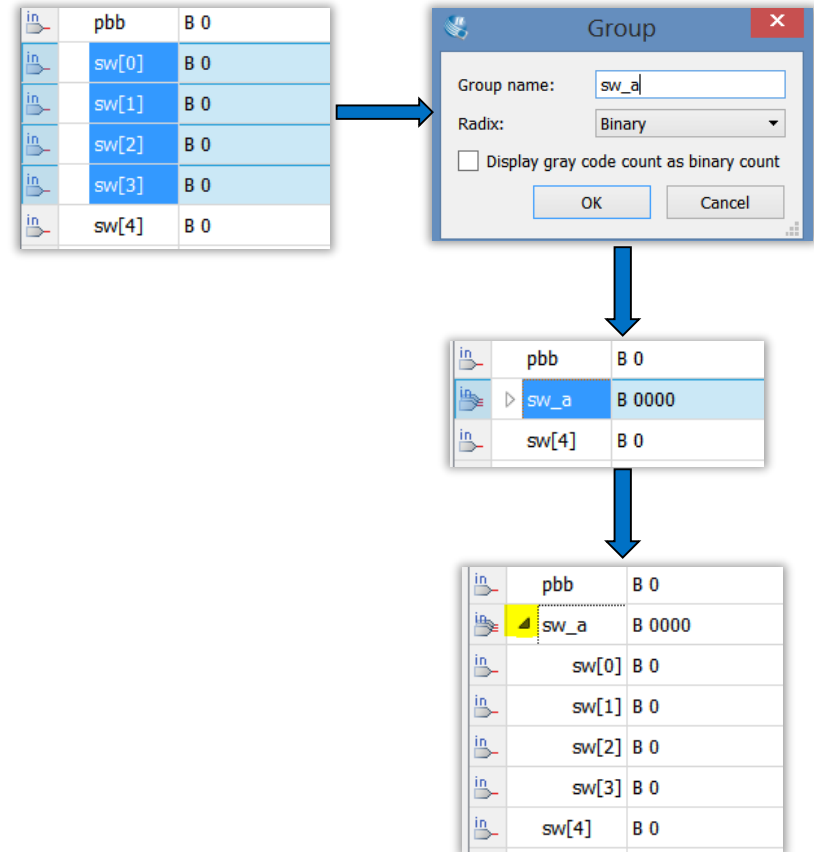 in pbb B 0
in sw[0] B 0
in sw[1] B 0
in sw[2] B 0
in sw[3] B 0
in sw[4] B 0
Group
Group name: sw_a
Radix: Binary
Display gray code count as binary count
OK Cancel
in pbb B 0
in sw_a B 0000
in sw[4] B 0
in pbb B 0
in sw_a B 0000
in sw[0] B 0
in sw[1] B 0
in sw[2] B 0
in sw[3] B 0
in sw[4] B 0